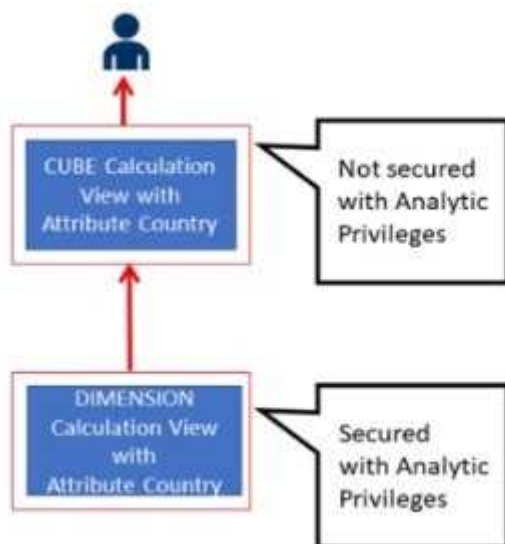 CUBE Calculation
View with
Attribute Country
Not secured
with Analytic
Privileges
DIMENSION
Calculation View
with
Attribute Country
Secured
with Analytic
Privileges